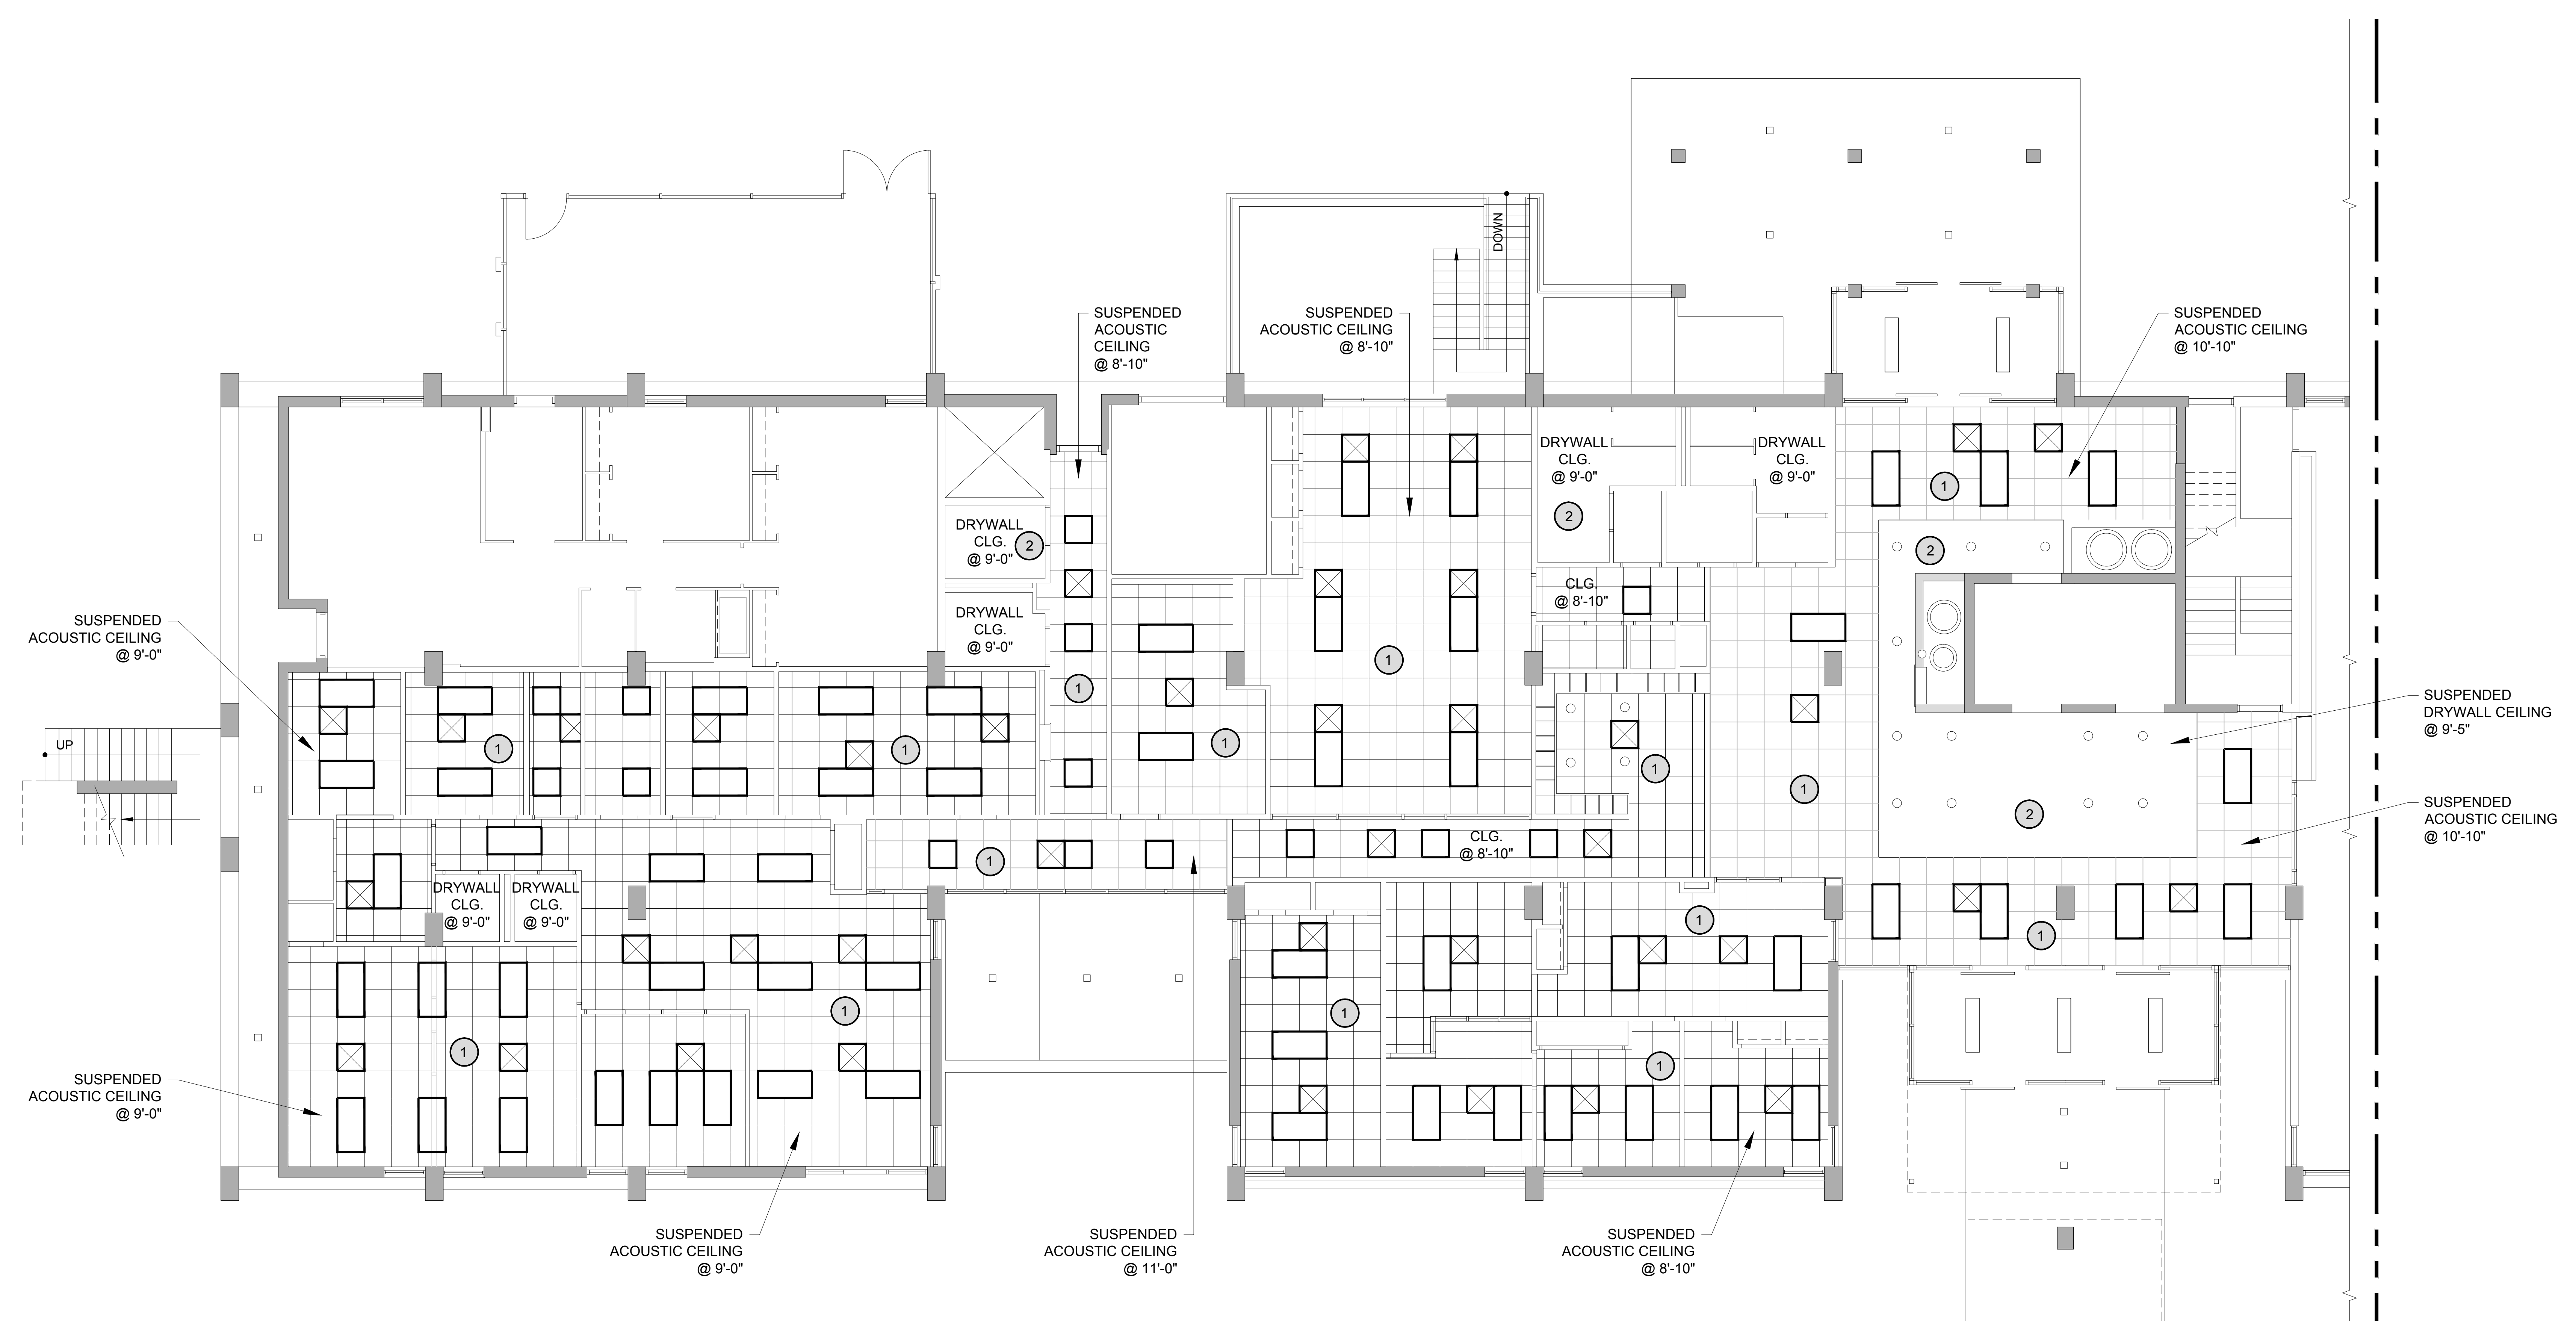 SUSPENDED
ACOUSTIC
CEILING
@ 8'-10"
SUSPENDED
ACOUSTIC CEILING
@ 8'-10"
SUSPENDED
ACOUSTIC CEILING
@ 10'-10"
DOWN
DRYWALL
CLG.
@ 9'-0"
2
DRYWALL
CLG.
@ 9'-0"
1
DRYWALL
CLG.
@ 9'-0"
2
2
CLG.
@ 8'-10"
DRYWALL
CLG.
@ 9'-0"
SUSPENDED
ACOUSTIC CEILING
@ 9'-0"
1
1
SUSPENDED
DRYWALL CEILING
@ 9'-5"
UP
1
1
1
1
1
2
SUSPENDED
ACOUSTIC CEILING
@ 10'-10"
1
CLG.
@ 8'-10"
DRYWALL
CLG.
@ 9'-0"
DRYWALL
CLG.
@ 9'-0"
1
1
1
1
1
1
SUSPENDED
ACOUSTIC CEILING
@ 9'-0"
SUSPENDED
ACOUSTIC CEILING
@ 9'-0"
SUSPENDED
ACOUSTIC CEILING
@ 11'-0"
SUSPENDED
ACOUSTIC CEILING
@ 8'-10"